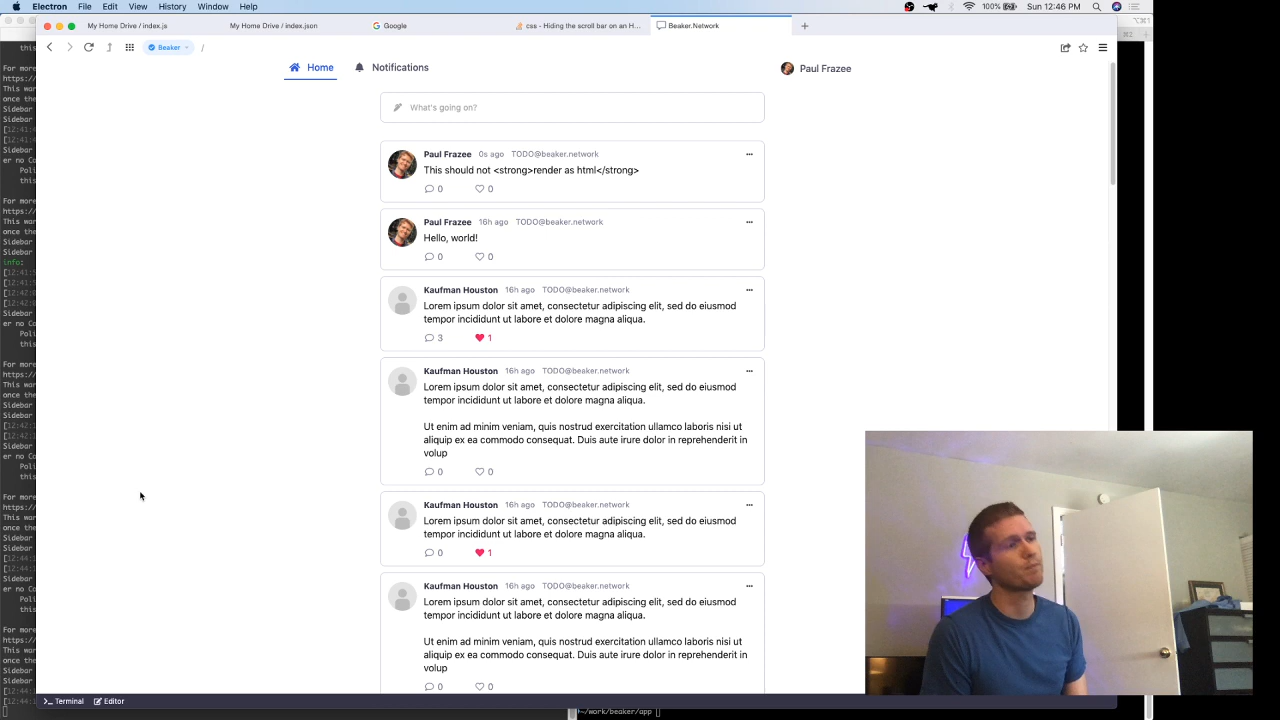 Electron File Edit View History Window Help
100% Sun 12:46 PM
My Home Drive / index.js
My Home Drive / index.json
Google
css - Hiding the scroll bar on an H...
Beaker.Network
Beaker /
Home
Notifications
Paul Frazee
What's going on?
Paul Frazee 0s ago TODO@beaker.network
This should not <strong>render as html</strong>
0 0
Paul Frazee 16h ago TODO@beaker.network
Hello, world!
0 0
Kaufman Houston 16h ago TODO@beaker.network
Lorem ipsum dolor sit amet, consectetur adipiscing elit, sed do eiusmod
tempor incididunt ut labore et dolore magna aliqua.
3 1
Kaufman Houston 16h ago TODO@beaker.network
Lorem ipsum dolor sit amet, consectetur adipiscing elit, sed do eiusmod
tempor incididunt ut labore et dolore magna aliqua.
Ut enim ad minim veniam, quis nostrud exercitation ullamco laboris nisi ut
aliquip ex ea commodo consequat. Duis aute irure dolor in reprehenderit in
volup
0 0
Kaufman Houston 16h ago TODO@beaker.network
Lorem ipsum dolor sit amet, consectetur adipiscing elit, sed do eiusmod
tempor incididunt ut labore et dolore magna aliqua.
0 1
Kaufman Houston 16h ago TODO@beaker.network
Lorem ipsum dolor sit amet, consectetur adipiscing elit, sed do eiusmod
tempor incididunt ut labore et dolore magna aliqua.
Ut enim ad minim veniam, quis nostrud exercitation ullamco laboris nisi ut
aliquip ex ea commodo consequat. Duis aute irure dolor in reprehenderit in
volup
0 0
Terminal Editor
~/work/beaker/app